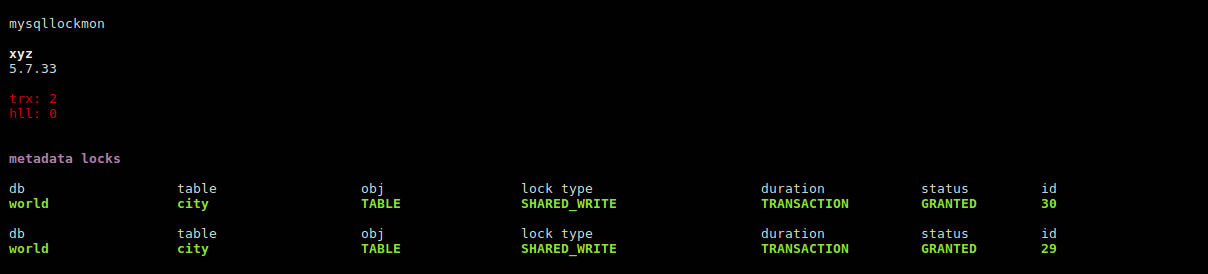 mysqllockmon
xyz
5.7.33
trx: 2
hll: 0
metadata locks
db table obj lock type duration status id
world city TABLE SHARED_WRITE TRANSACTION GRANTED 30
db table obj lock type duration status id
world city TABLE SHARED_WRITE TRANSACTION GRANTED 29